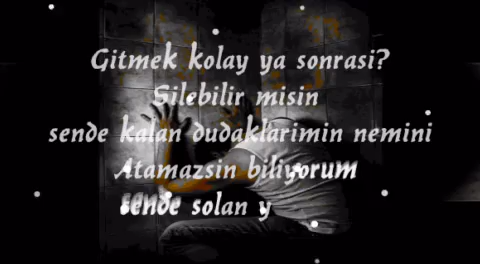 Gitmek kolay ya sonrasi?
Silebilir misin
sende kalan dudaklarimin nemini
Atamazsin biliyorum
sende solan y